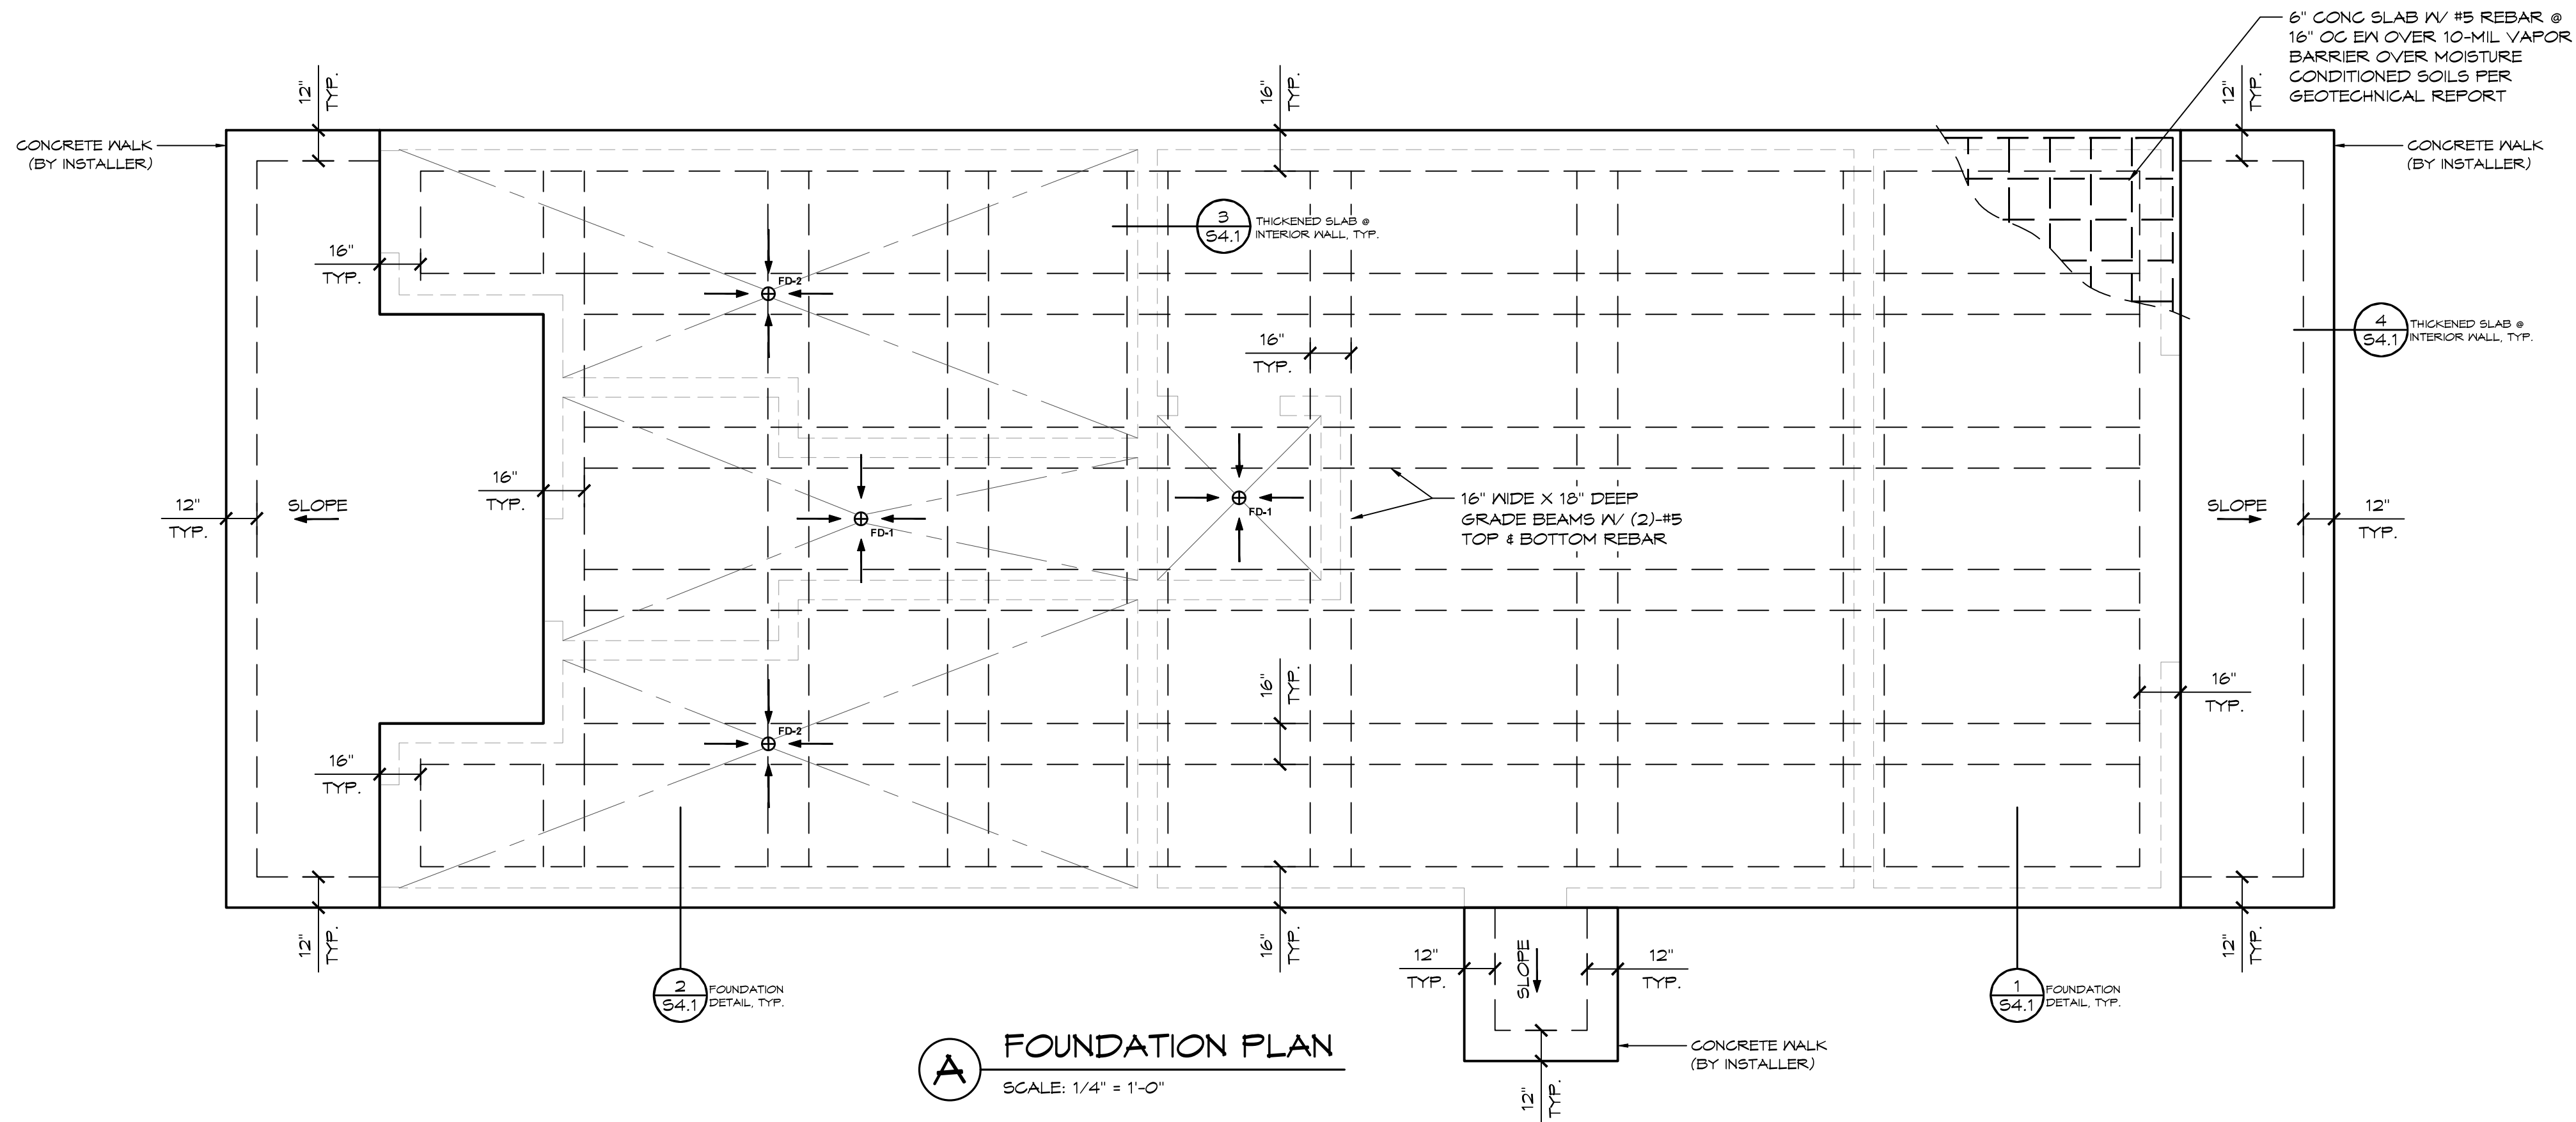 6" CONC SLAB W/ #5 REBAR @
16" OC EW OVER 10-MIL VAPOR
BARRIER OVER MOISTURE
CONDITIONED SOILS PER
GEOTECHNICAL REPORT
12"
TYP.
16"
TYP.
12"
TYP.
CONCRETE WALK
(BY INSTALLER)
CONCRETE WALK
(BY INSTALLER)
3
S4.1
THICKENED SLAB @
INTERIOR WALL, TYP.
16"
TYP.
FD-2
4
S4.1
THICKENED SLAB @
INTERIOR WALL, TYP.
16"
TYP.
16"
TYP.
12"
TYP.
SLOPE
FD-1
FD-1
16" WIDE X 18" DEEP
GRADE BEAMS W/ (2)-#5
TOP & BOTTOM REBAR
SLOPE
12"
TYP.
16"
TYP.
16"
TYP.
FD-2
16"
TYP.
12"
TYP.
16"
TYP.
12"
TYP.
SLOPE
12"
TYP.
12"
TYP.
2
S4.1
FOUNDATION
DETAIL, TYP.
1
S4.1
FOUNDATION
DETAIL, TYP.
A
FOUNDATION PLAN
SCALE: 1/4" = 1'-0"
CONCRETE WALK
(BY INSTALLER)
12"
TYP.